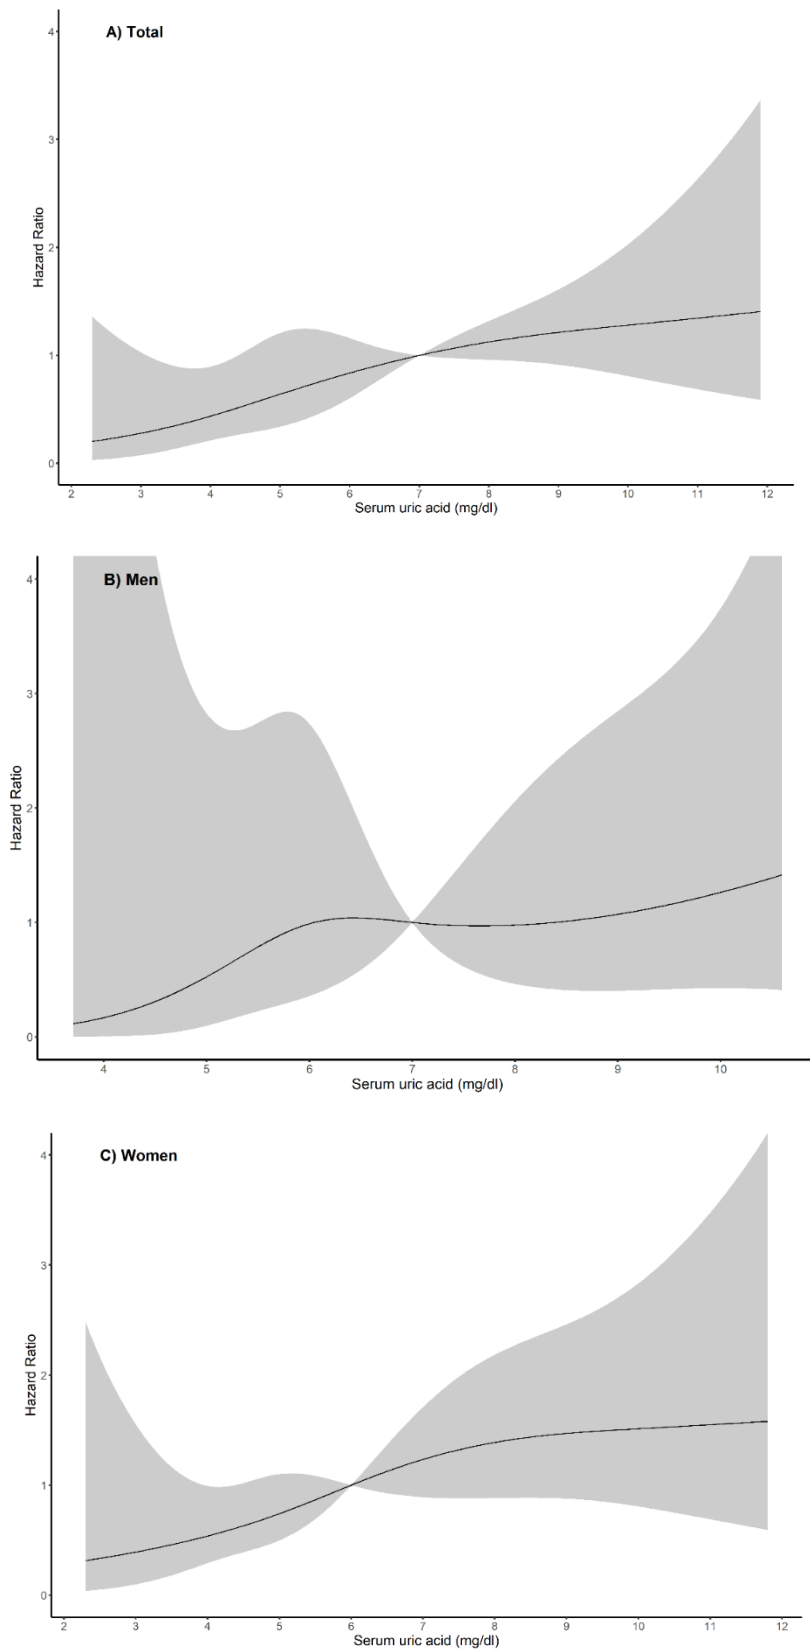 A) Total
4
3
2
1
0
Hazard Ratio
2 3 4 5 6 7 8 9 10 11 12
Serum uric acid (mg/dl)
B) Men
4
3
2
1
0
Hazard Ratio
4 5 6 7 8 9 10
Serum uric acid (mg/dl)
C) Women
4
3
2
1
0
Hazard Ratio
2 3 4 5 6 7 8 9 10 11 12
Serum uric acid (mg/dl)